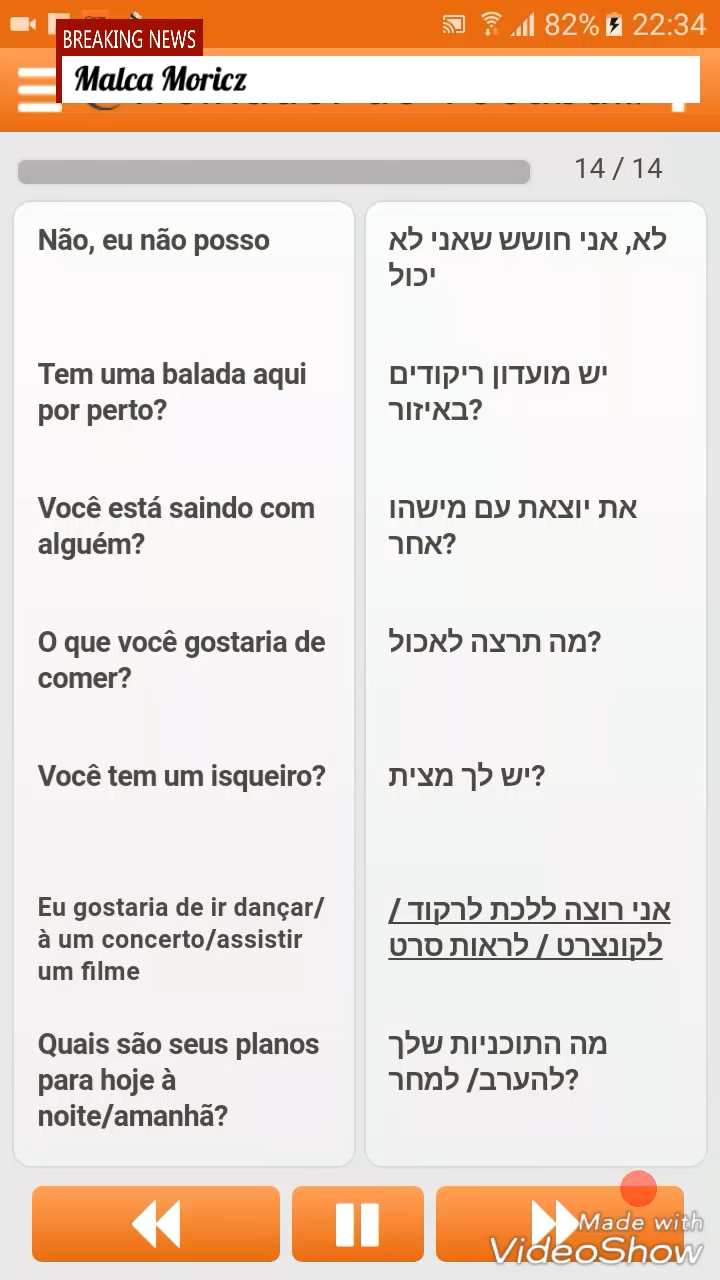 82% 22:34
BREAKING NEWS
Malca Moricz
14 / 14
Não, eu não posso
לא, אני חושש שאני לא
יכול
Tem uma balada aqui
por perto?
יש מועדון ריקודים
באיזור?
Você está saindo com
alguém?
את יוצאת עם מישהו
אחר?
O que você gostaria de
comer?
מה תרצה לאכול?
Você tem um isqueiro?
יש לך מצית?
Eu gostaria de ir dançar/
à um concerto/assistir
um filme
אני רוצה ללכת לרקוד /
לקונצרט / לראות סרט
Quais são seus planos
para hoje à
noite/amanhã?
מה התוכניות שלך
להערב/ למחר?
Made with
VideoShow